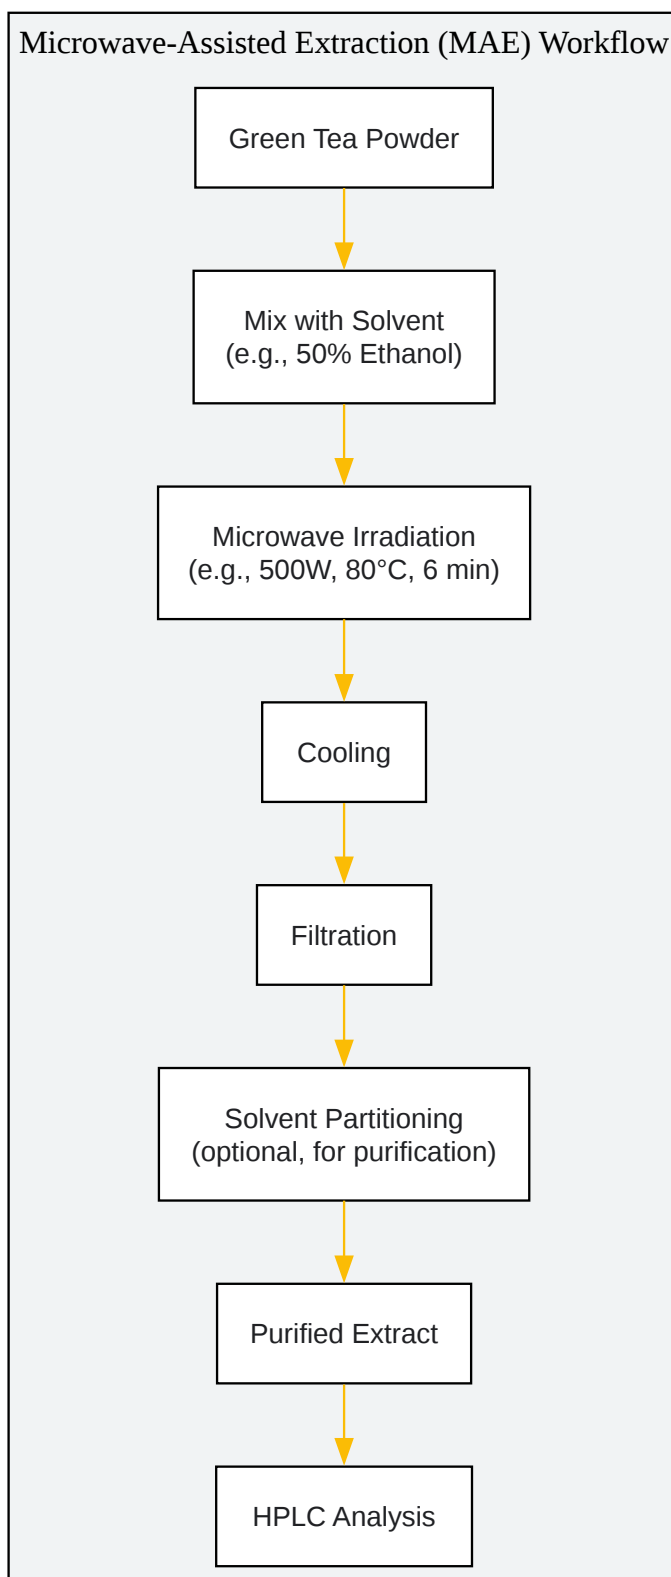 Microwave-Assisted Extraction (MAE) Workflow
Green Tea Powder
Mix with Solvent
(e.g., 50% Ethanol)
Microwave Irradiation
(e.g., 500W, 80°C, 6 min)
Cooling
Filtration
Solvent Partitioning
(optional, for purification)
Purified Extract
HPLC Analysis